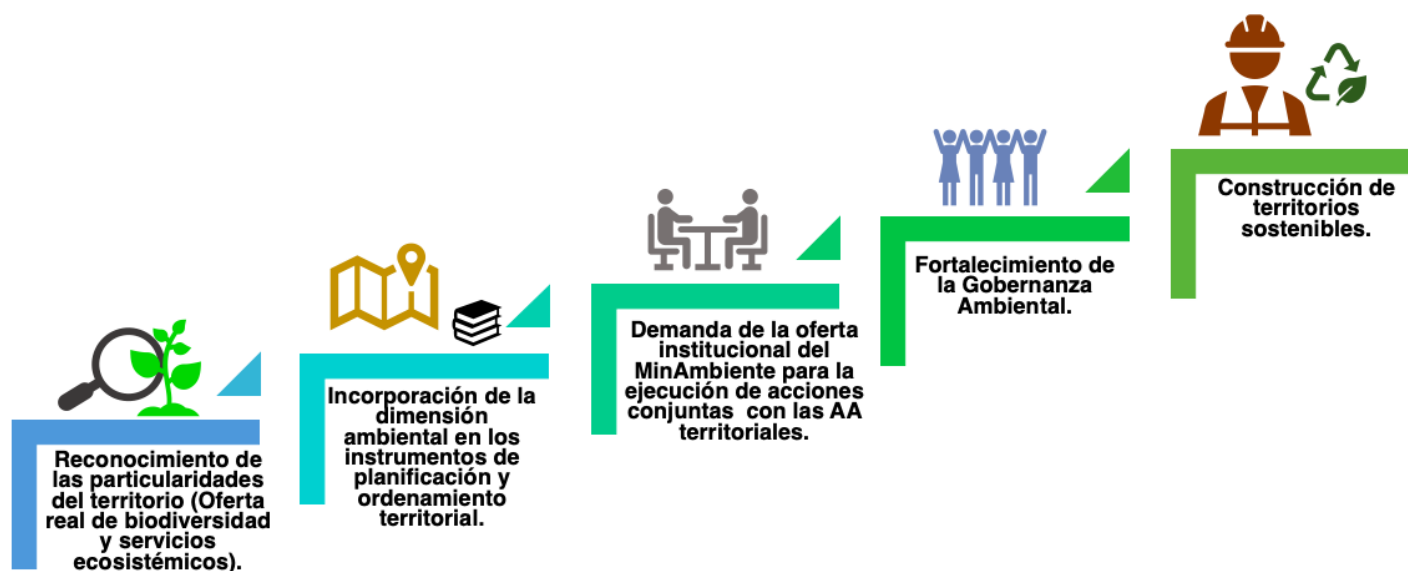 Reconocimiento de
las particularidades
del territorio (Oferta
real de biodiversidad
y servicios
ecosistémicos).
Incorporación de la
dimensión
ambiental en los
instrumentos de
planificación y
ordenamiento
territorial.
Demanda de la oferta
institucional del
MinAmbiente para la
ejecución de acciones
conjuntas con las AA
territoriales.
Fortalecimiento de
la Gobernanza
Ambiental.
Construcción de
territorios
sostenibles.